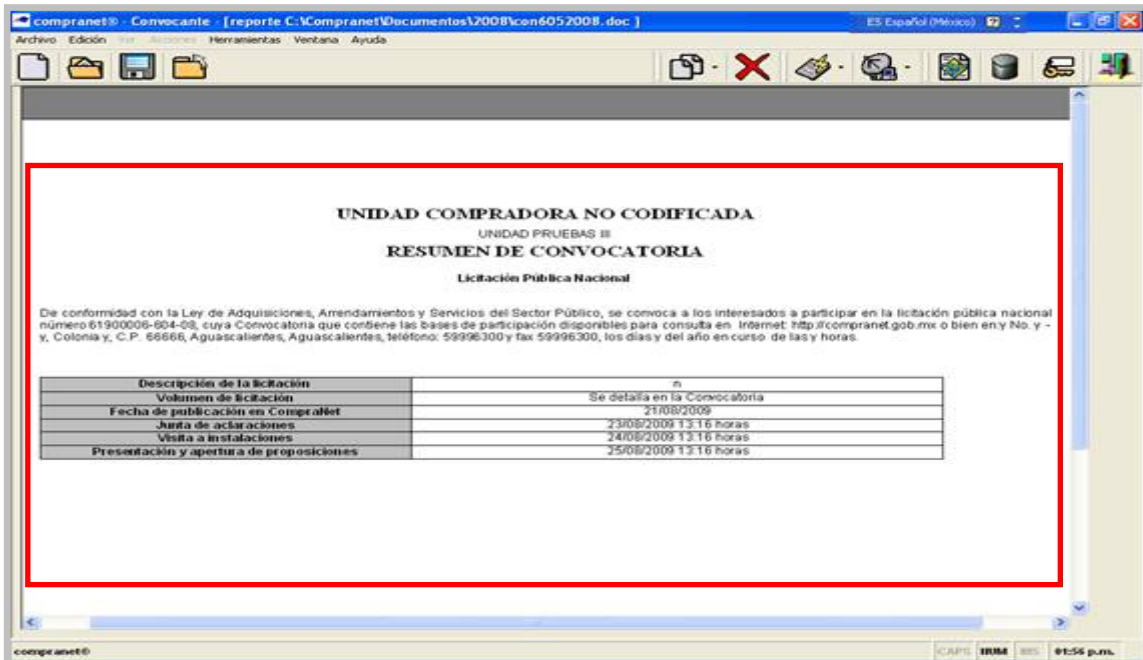 compranet® - Convocante - [reporte C:\Compranet\Documentos\2008\con6052008.doc ]
ES Español (México)
Archivo Edición Ver Acciones Herramientas Ventana Ayuda
UNIDAD COMPRADORA NO CODIFICADA
UNIDAD PRUEBAS III
RESUMEN DE CONVOCATORIA
Licitación Pública Nacional
De conformidad con la Ley de Adquisiciones, Arrendamientos y Servicios del Sector Público, se convoca a los interesados a participar en la licitación pública nacional
número 61900006-604-08, cuya Convocatoria que contiene las bases de participación disponibles para consulta en Internet: http://compranet.gob.mx o bien en:y No. y -
y, Colonia y, C.P. 66666, Aguascalientes, Aguascalientes, teléfono: 59996300 y fax 59996300, los días y del año en curso de las y horas.
Descripción de la licitación n
Volumen de licitación Se detalla en la Convocatoria
Fecha de publicación en CompraNet 21/08/2009
Junta de aclaraciones 23/08/2009 13:16 horas
Visita a instalaciones 24/08/2009 13:16 horas
Presentación y apertura de proposiciones 25/08/2009 13:16 horas
compranet® CAPS NUM INS 01:56 p.m.